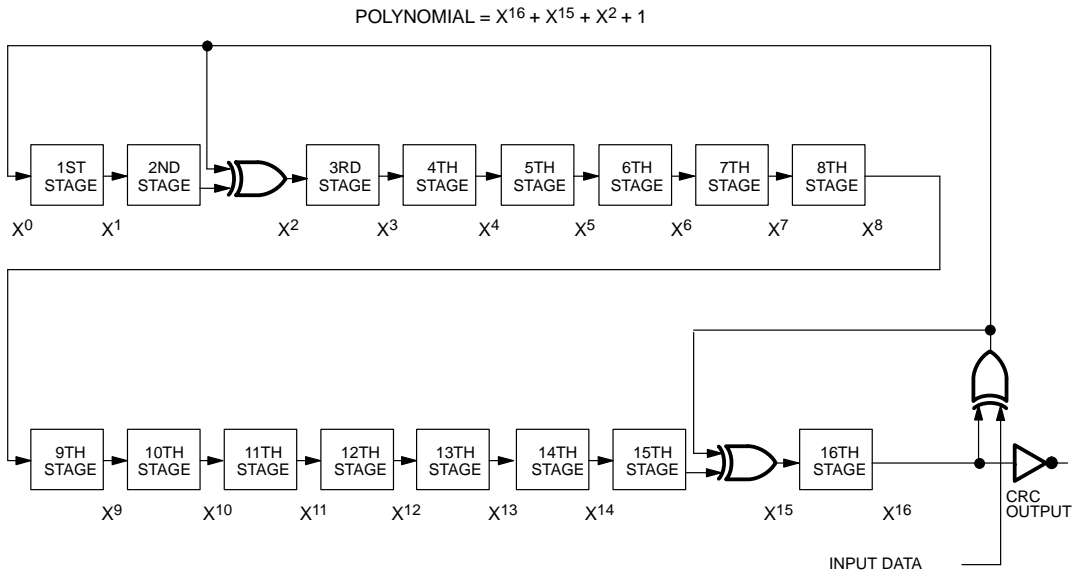 POLYNOMIAL = X16 + X15 + X2 + 1
1ST STAGE
2ND STAGE
3RD STAGE
4TH STAGE
5TH STAGE
6TH STAGE
7TH STAGE
8TH STAGE
X0
X1
X2
X3
X4
X5
X6
X7
X8
9TH STAGE
10TH STAGE
11TH STAGE
12TH STAGE
13TH STAGE
14TH STAGE
15TH STAGE
16TH STAGE
X9
X10
X11
X12
X13
X14
X15
X16
CRC
OUTPUT
INPUT DATA